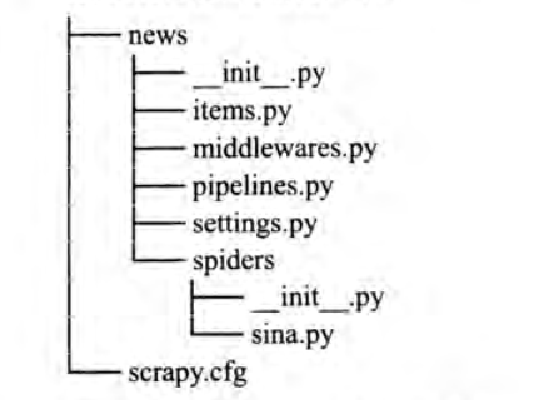 news
__init__.py
items.py
middlewares.py
pipelines.py
settings.py
spiders
__init__.py
sina.py
scrapy.cfg